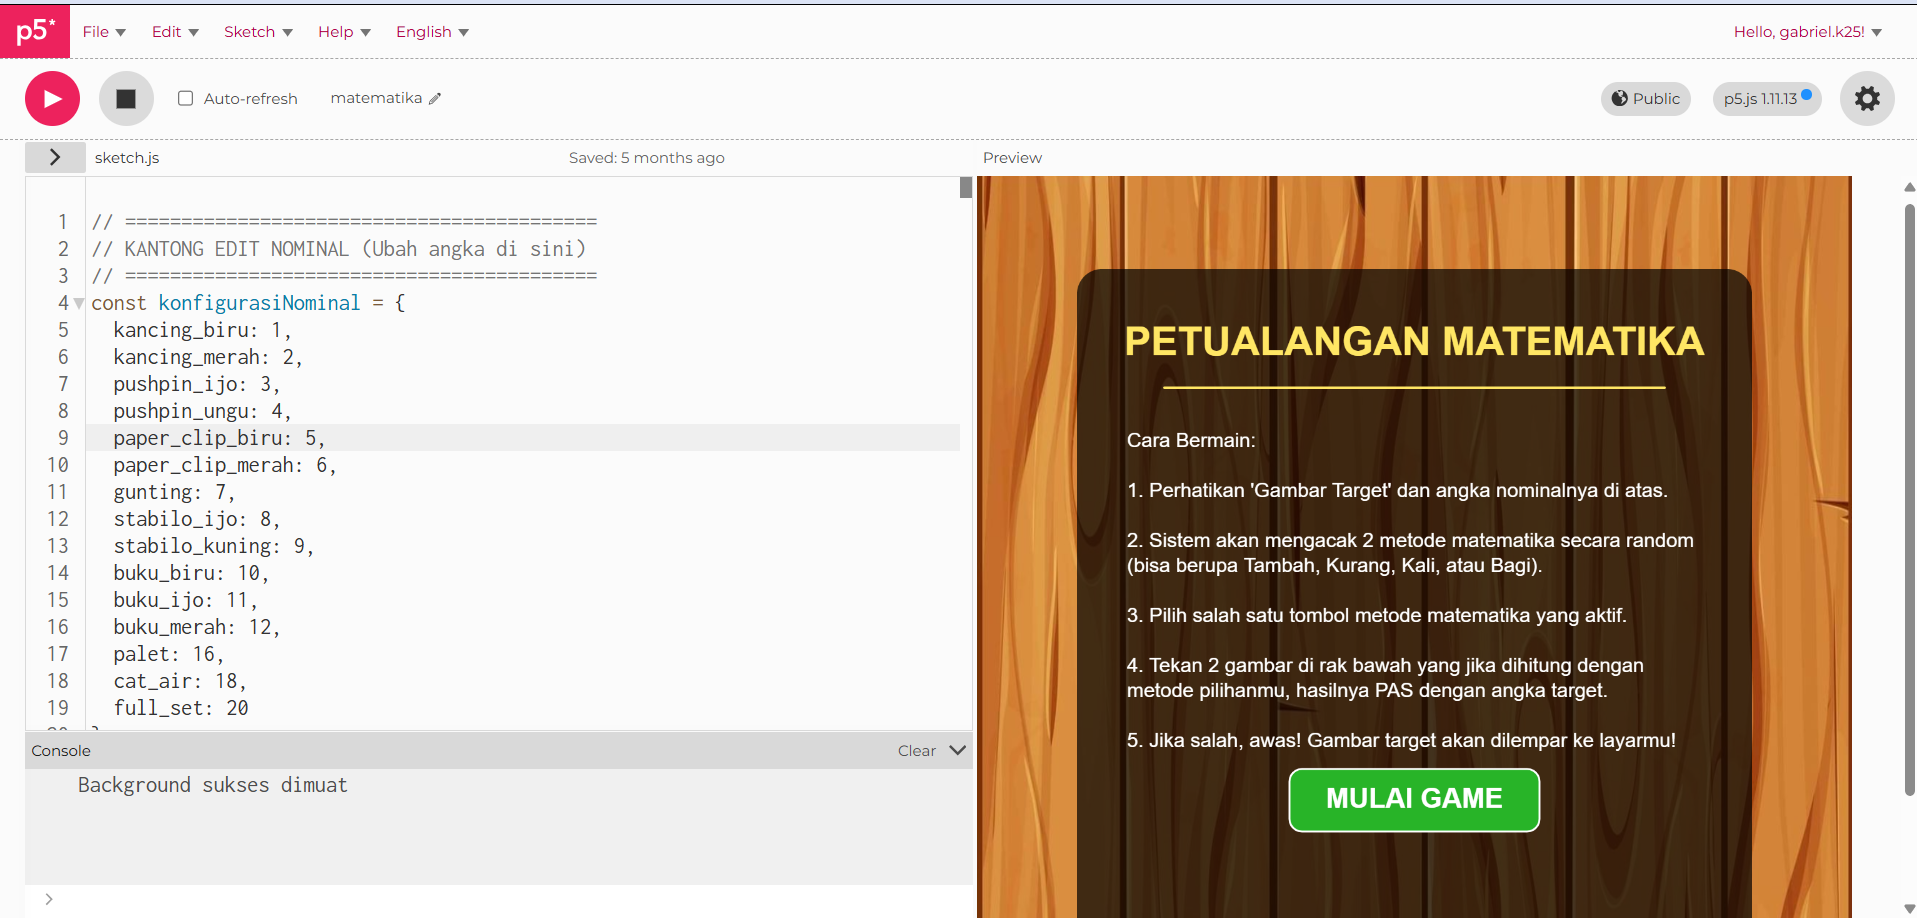 p5*
File
Edit
Sketch
Help
English
Hello, gabriel.k25!
Auto-refresh
matematika
Public
p5.js 1.11.13
sketch.js
Saved: 5 months ago
Preview
1 // ==========================================
2 // KANTONG EDIT NOMINAL (Ubah angka di sini)
3 // ==========================================
4 const konfigurasiNominal = {
5 kancing_biru: 1,
6 kancing_merah: 2,
7 pushpin_ijo: 3,
8 pushpin_ungu: 4,
9 paper_clip_biru: 5,
10 paper_clip_merah: 6,
11 gunting: 7,
12 stabilo_ijo: 8,
13 stabilo_kuning: 9,
14 buku_biru: 10,
15 buku_ijo: 11,
16 buku_merah: 12,
17 palet: 16,
18 cat_air: 18,
19 full_set: 20
Console
Clear
Background sukses dimuat
PETUALANGAN MATEMATIKA
Cara Bermain:
1. Perhatikan 'Gambar Target' dan angka nominalnya di atas.
2. Sistem akan mengacak 2 metode matematika secara random
(bisa berupa Tambah, Kurang, Kali, atau Bagi).
3. Pilih salah satu tombol metode matematika yang aktif.
4. Tekan 2 gambar di rak bawah yang jika dihitung dengan
metode pilihanmu, hasilnya PAS dengan angka target.
5. Jika salah, awas! Gambar target akan dilempar ke layarmu!
MULAI GAME